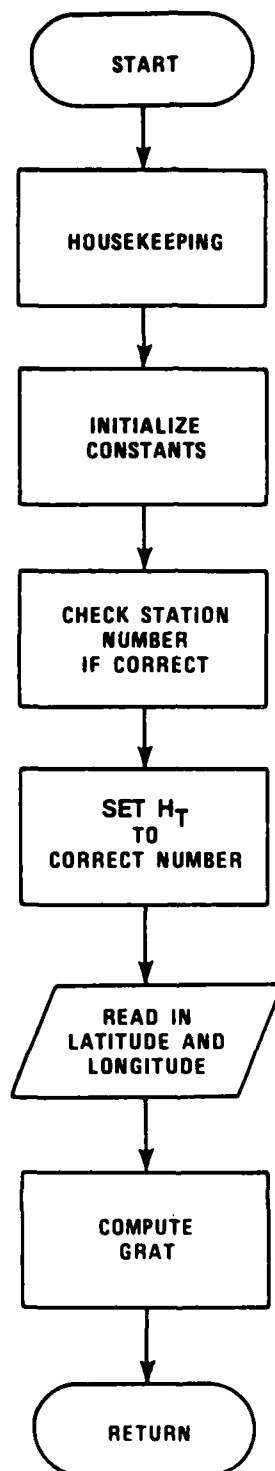 START
HOUSEKEEPING
INITIALIZE
CONSTANTS
CHECK STATION
NUMBER
IF CORRECT
SET H_T
TO
CORRECT NUMBER
READ IN
LATITUDE AND
LONGITUDE
COMPUTE
GRAT
RETURN